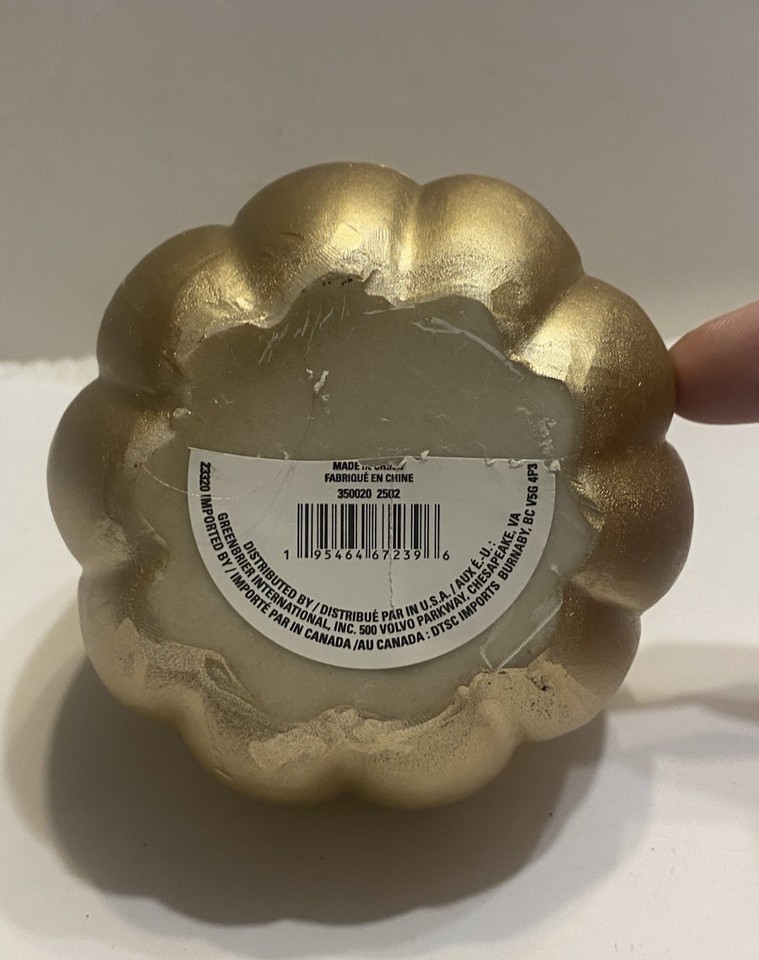 MADE IN CHINA
FABRIQUÉ EN CHINE
350020 2502
1 95464 67239 6
DISTRIBUTED BY / DISTRIBUÉ PAR IN U.S.A. / AUX É.-U. :
GREENBRIER INTERNATIONAL, INC. 500 VOLVO PARKWAY, CHESAPEAKE, VA
23320 IMPORTED BY / IMPORTÉ PAR IN CANADA /AU CANADA : DTSC IMPORTS BURNABY, BC V5G 4P3